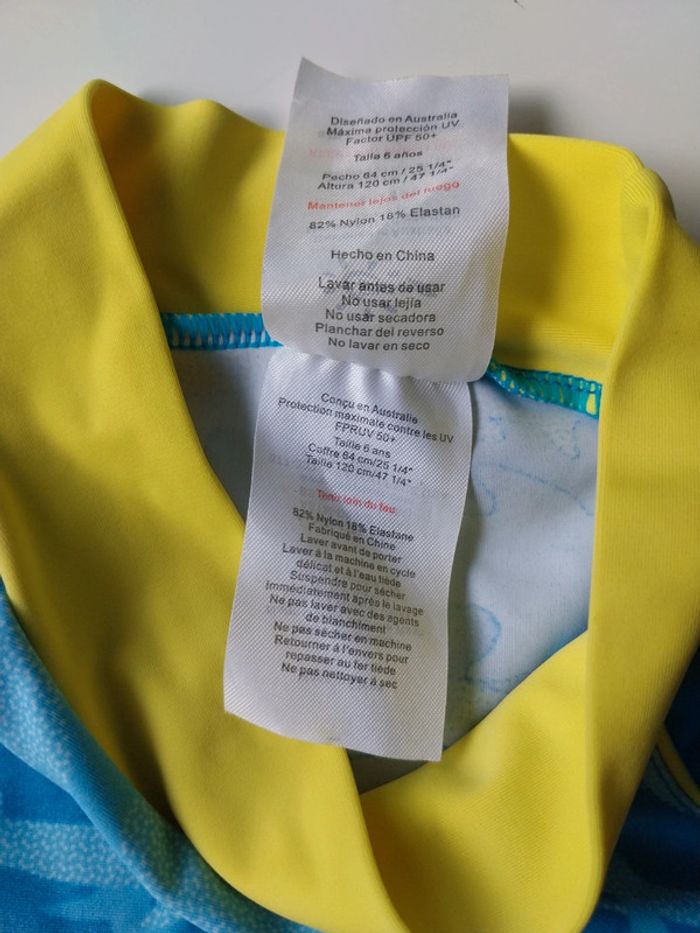 Diseñado en Australia
Máxima protección UV
Factor UPF 50+
Talla 6 años
Pecho 64 cm / 25 1/4"
Altura 120 cm / 47 1/4"
Mantener lejos del fuego
82% Nylon 18% Elastan
Hecho en China
Lavar antes de usar
No usar lejía
No usar secadora
Planchar del reverso
No lavar en seco
Conçu en Australie
Protection maximale contre les UV
FPRUV 50+
Taille 6 ans
Coffre 64 cm/25 1/4"
Taille 120 cm/47 1/4"
Tenir loin du feu
82% Nylon 18% Elastane
Fabriqué en Chine
Laver avant de porter
Laver à la machine en cycle
délicat et à l'eau tiède
Suspendre pour sécher
Immédiatement après le lavage
Ne pas laver avec des agents
de blanchiment
Ne pas sécher en machine
Retourner à l'envers pour
repasser au fer tiède
Ne pas nettoyer à sec